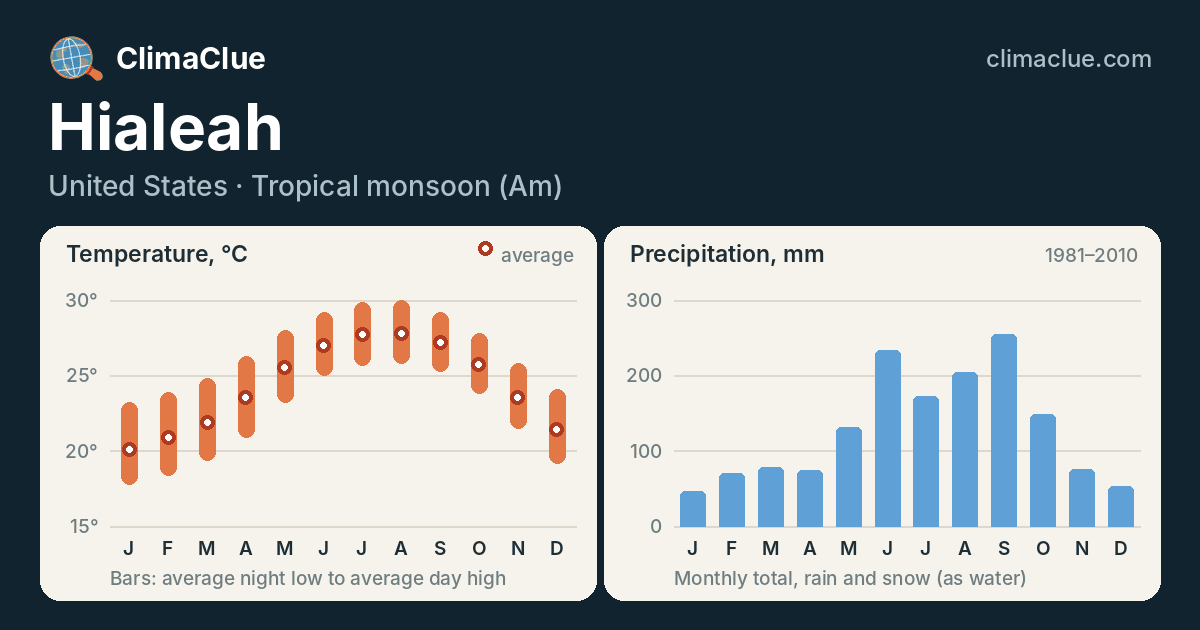 ClimaClue
climaclue.com
Hialeah
United States · Tropical monsoon (Am)
Temperature, °C
average
30°
25°
20°
15°
J F M A M J J A S O N D
Bars: average night low to average day high
Precipitation, mm
1981–2010
300
200
100
0
J F M A M J J A S O N D
Monthly total, rain and snow (as water)